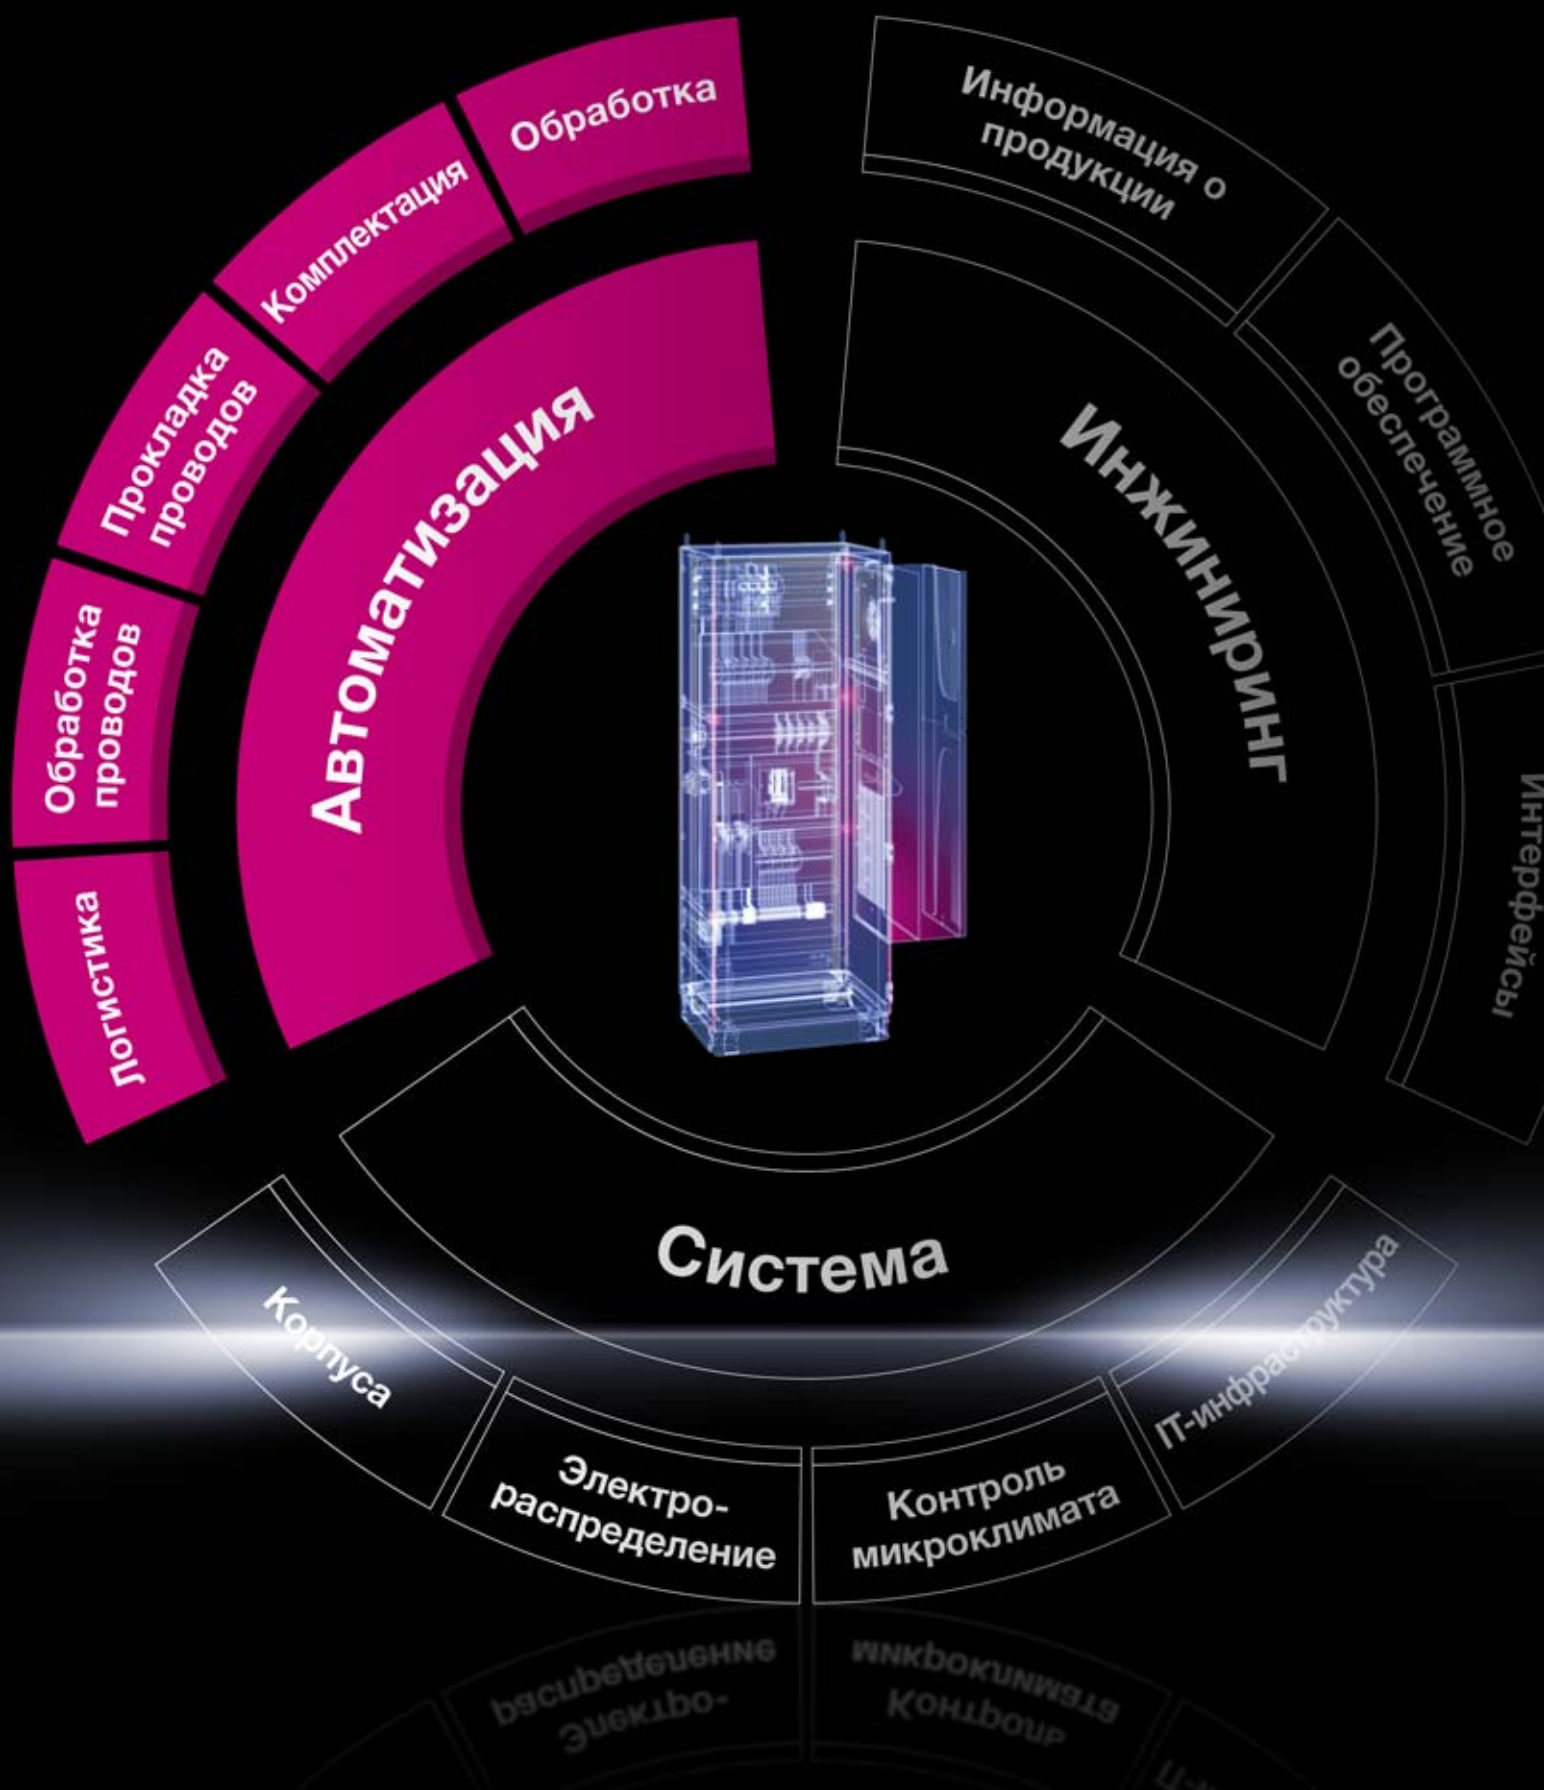 Обработка
Комплектация
Прокладка
проводов
Обработка
проводов
Логистика
Автоматизация
Информация о
продукции
Программное
обеспечение
Интерфейсы
Инжиниринг
Система
Корпуса
Электро-
распределение
Контроль
микроклимата
IT-инфраструктура